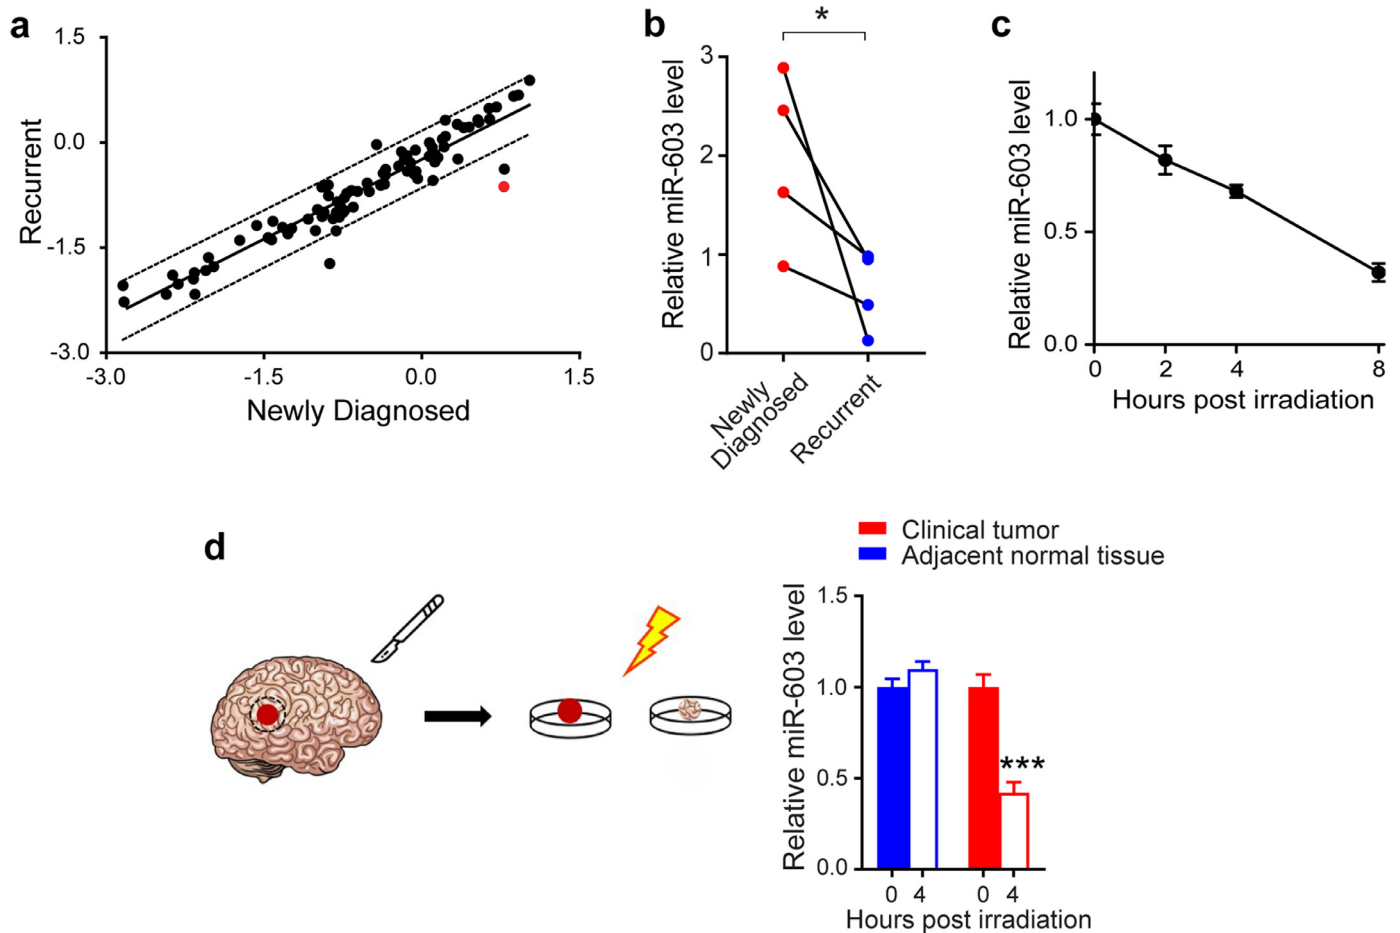 a
1.5
0.0
-1.5
-3.0
Recurrent
-3.0
-1.5
0.0
1.5
Newly Diagnosed
b
*
3
2
1
0
Relative miR-603 level
Newly
Diagnosed
Recurrent
c
1.0
0.5
0.0
Relative miR-603 level
0
2
4
8
Hours post irradiation
d
Clinical tumor
Adjacent normal tissue
1.5
1.0
0.5
0.0
Relative miR-603 level
***
0 4 0 4
Hours post irradiation